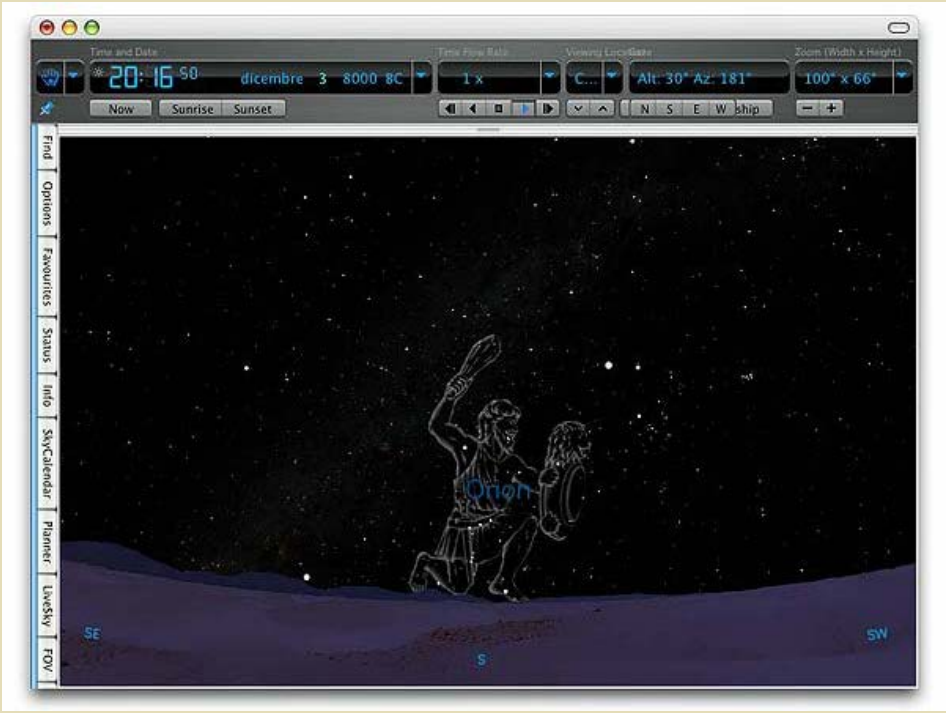 Time and Date
Time Flow Rate
Zoom (Width x Height)
20:16 50 dicembre 3 8000 BC
1 x
C...
Alt: 30° Az: 181°
100° x 66°
Now
Sunrise
Sunset
N S E W
ship
Find
Options
Favourites
Status
Info
SkyCalendar
Planner
LiveSky
FOV
Orion
SE
S
SW